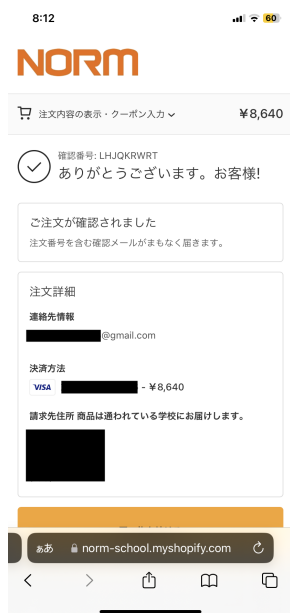 8:12
60
NORM
注文内容の表示・クーポン入力
¥8,640
確認番号: LHJQKRWRT
ありがとうございます。お客様!
ご注文が確認されました
注文番号を含む確認メールがまもなく届きます。
注文詳細
連絡先情報
@gmail.com
決済方法
VISA - ¥8,640
請求先住所 商品は通われている学校にお届けします。
ぁあ norm-school.myshopify.com